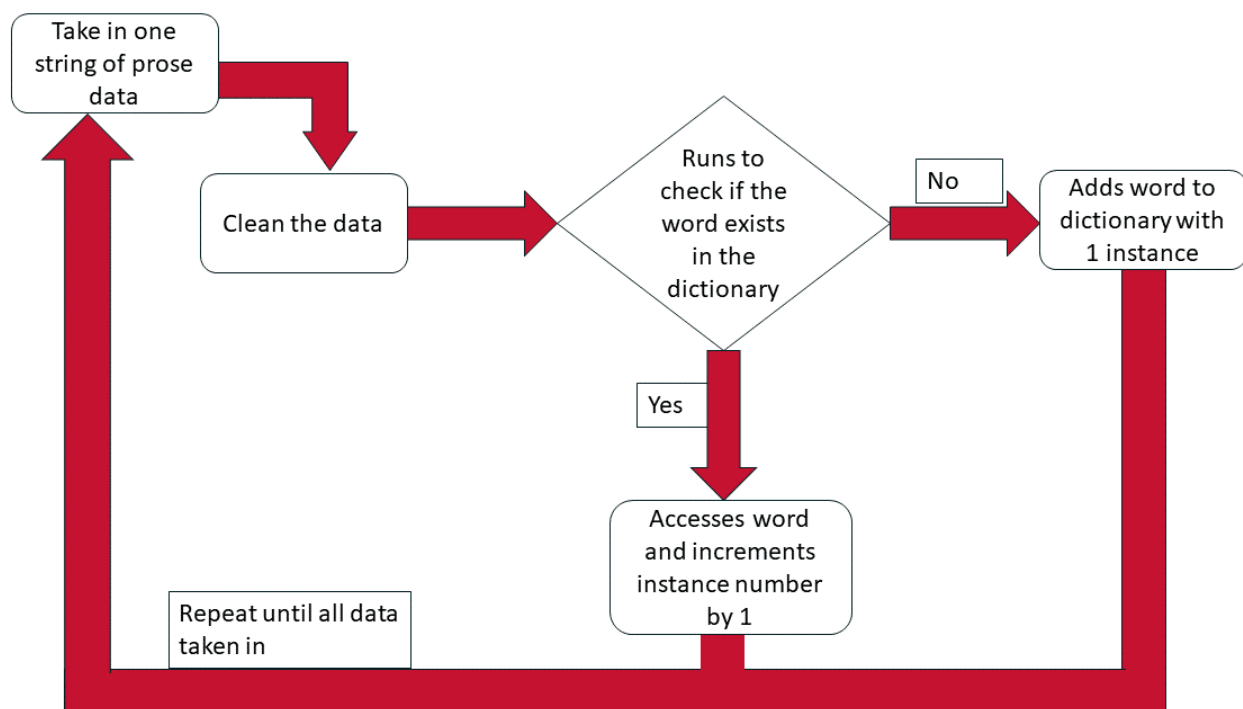 Take in one
string of prose
data
Clean the data
Runs to
check if the
word exists
in the
dictionary
No
Adds word to
dictionary with
1 instance
Yes
Accesses word
and increments
instance number
by 1
Repeat until all data
taken in